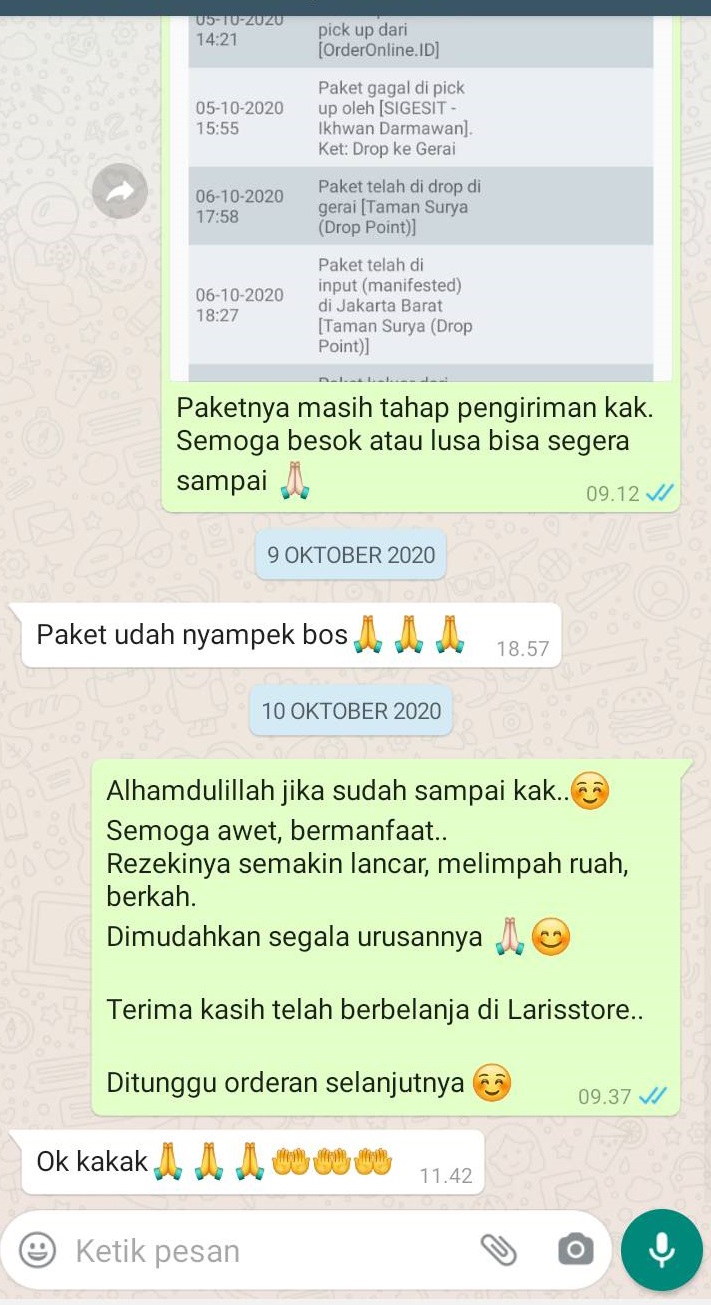 05-10-2020
14:21
pick up dari
[OrderOnline.ID]
05-10-2020
15:55
Paket gagal di pick
up oleh [SIGESIT -
Ikhwan Darmawan].
Ket: Drop ke Gerai
06-10-2020
17:58
Paket telah di drop di
gerai [Taman Surya
(Drop Point)]
06-10-2020
18:27
Paket telah di
input (manifested)
di Jakarta Barat
[Taman Surya (Drop
Point)]
Paketnya masih tahap pengiriman kak.
Semoga besok atau lusa bisa segera
sampai 🙏🏻
09.12
9 OKTOBER 2020
Paket udah nyampek bos🙏🙏🙏
18.57
10 OKTOBER 2020
Alhamdulillah jika sudah sampai kak..☺️
Semoga awet, bermanfaat..
Rezekinya semakin lancar, melimpah ruah,
berkah.
Dimudahkan segala urusannya 🙏🏻😊
Terima kasih telah berbelanja di Larisstore..
Ditunggu orderan selanjutnya ☺️
09.37
Ok kakak🙏🙏🙏🤲🤲🤲
11.42
Ketik pesan